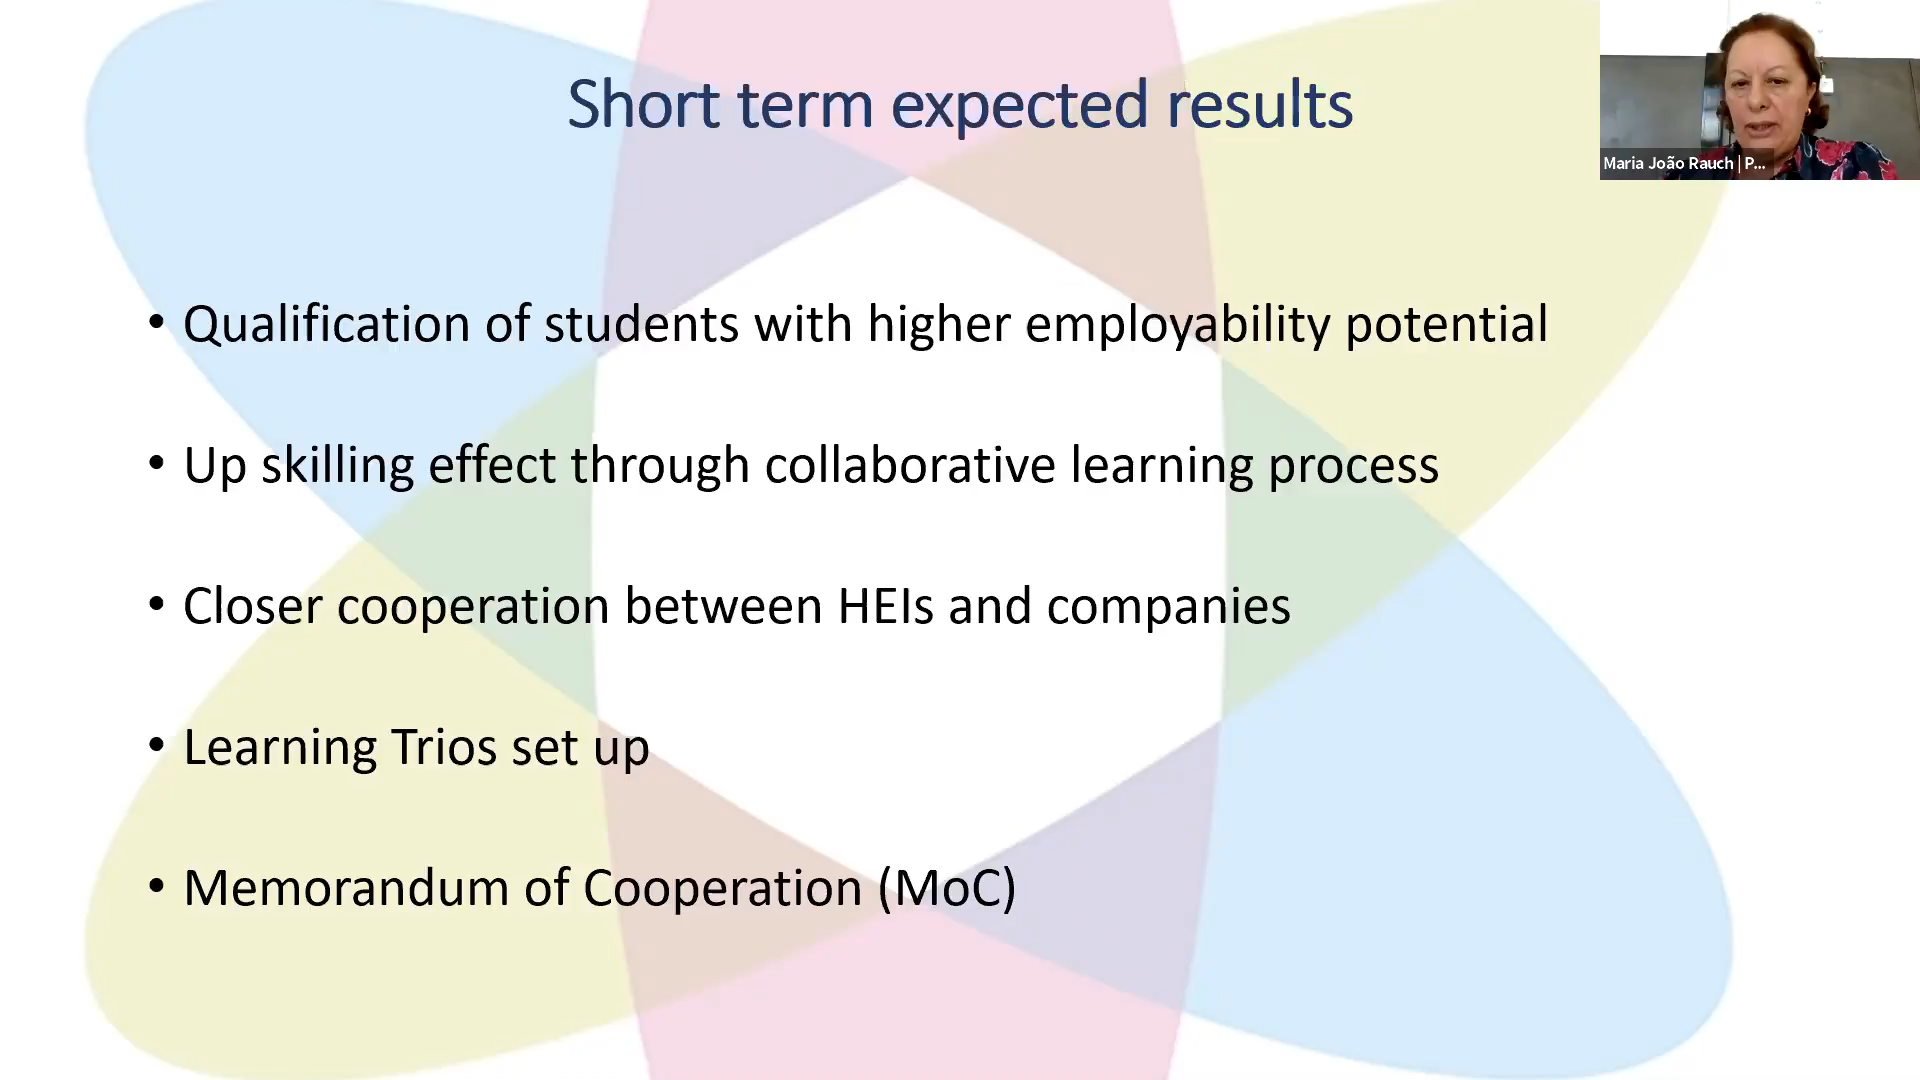 Short term expected results
Maria João Rauch | P...
• Qualification of students with higher employability potential
• Up skilling effect through collaborative learning process
• Closer cooperation between HEIs and companies
• Learning Trios set up
• Memorandum of Cooperation (MoC)